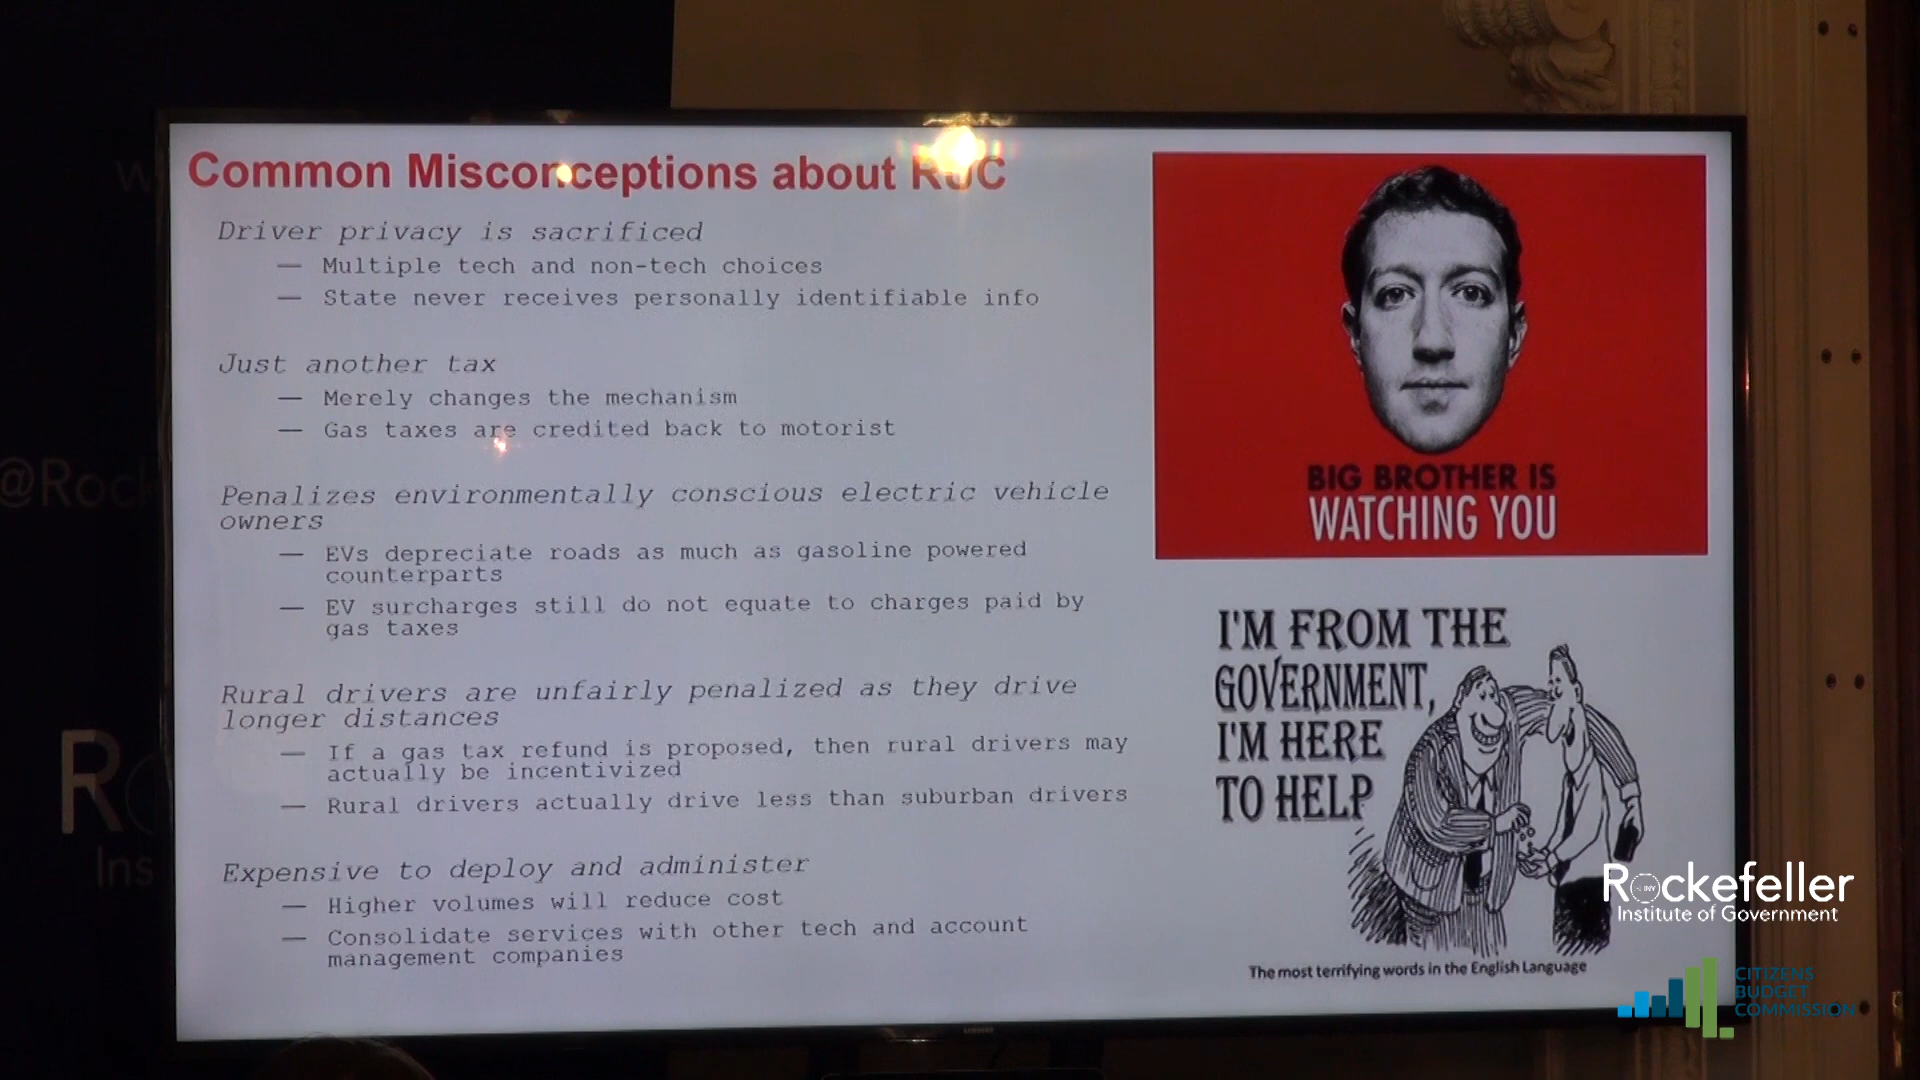 Common Misconceptions about RUC
Driver privacy is sacrificed
— Multiple tech and non-tech choices
— State never receives personally identifiable info
Just another tax
— Merely changes the mechanism
— Gas taxes are credited back to motorist
Penalizes environmentally conscious electric vehicle
owners
— EVs depreciate roads as much as gasoline powered
counterparts
— EV surcharges still do not equate to charges paid by
gas taxes
Rural drivers are unfairly penalized as they drive
longer distances
— If a gas tax refund is proposed, then rural drivers may
actually be incentivized
— Rural drivers actually drive less than suburban drivers
Expensive to deploy and administer
— Higher volumes will reduce cost
— Consolidate services with other tech and account
management companies
BIG BROTHER IS
WATCHING YOU
I'M FROM THE
GOVERNMENT,
I'M HERE
TO HELP
The most terrifying words in the English Language
@Rock
R
Ins
Rockefeller
Institute of Government
CITIZENS
BUDGET
COMMISSION